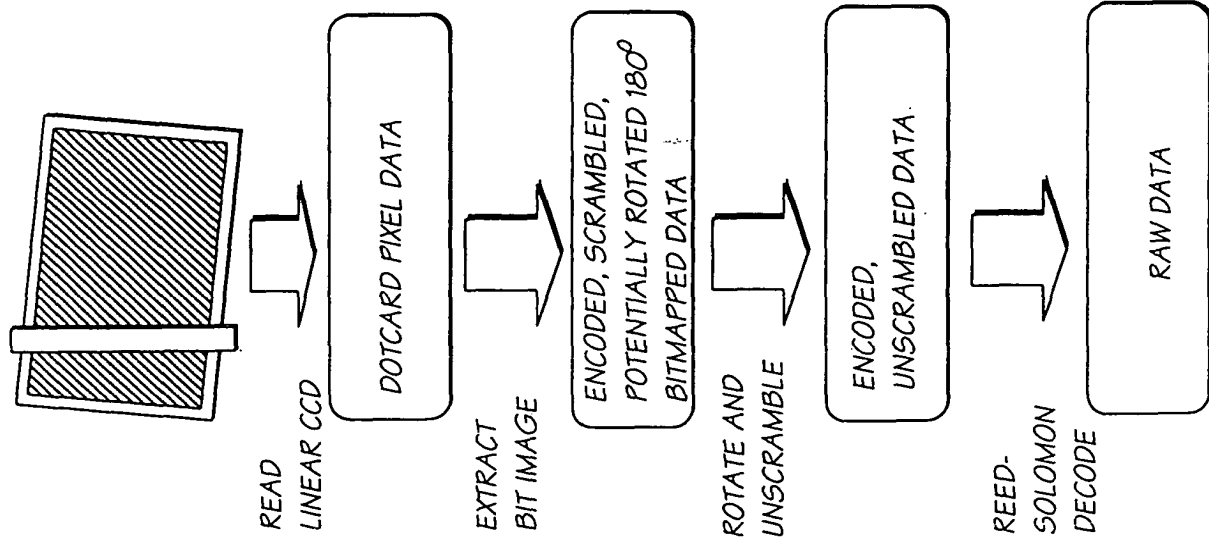 READ
LINEAR CCD
DOTCARD PIXEL DATA
EXTRACT
BIT IMAGE
ENCODED, SCRAMBLED,
POTENTIALLY ROTATED 180°
BITMAPPED DATA
ROTATE AND
UNSCRAMBLE
ENCODED,
UNSCRAMBLED DATA
REED-
SOLOMON
DECODE
RAW DATA